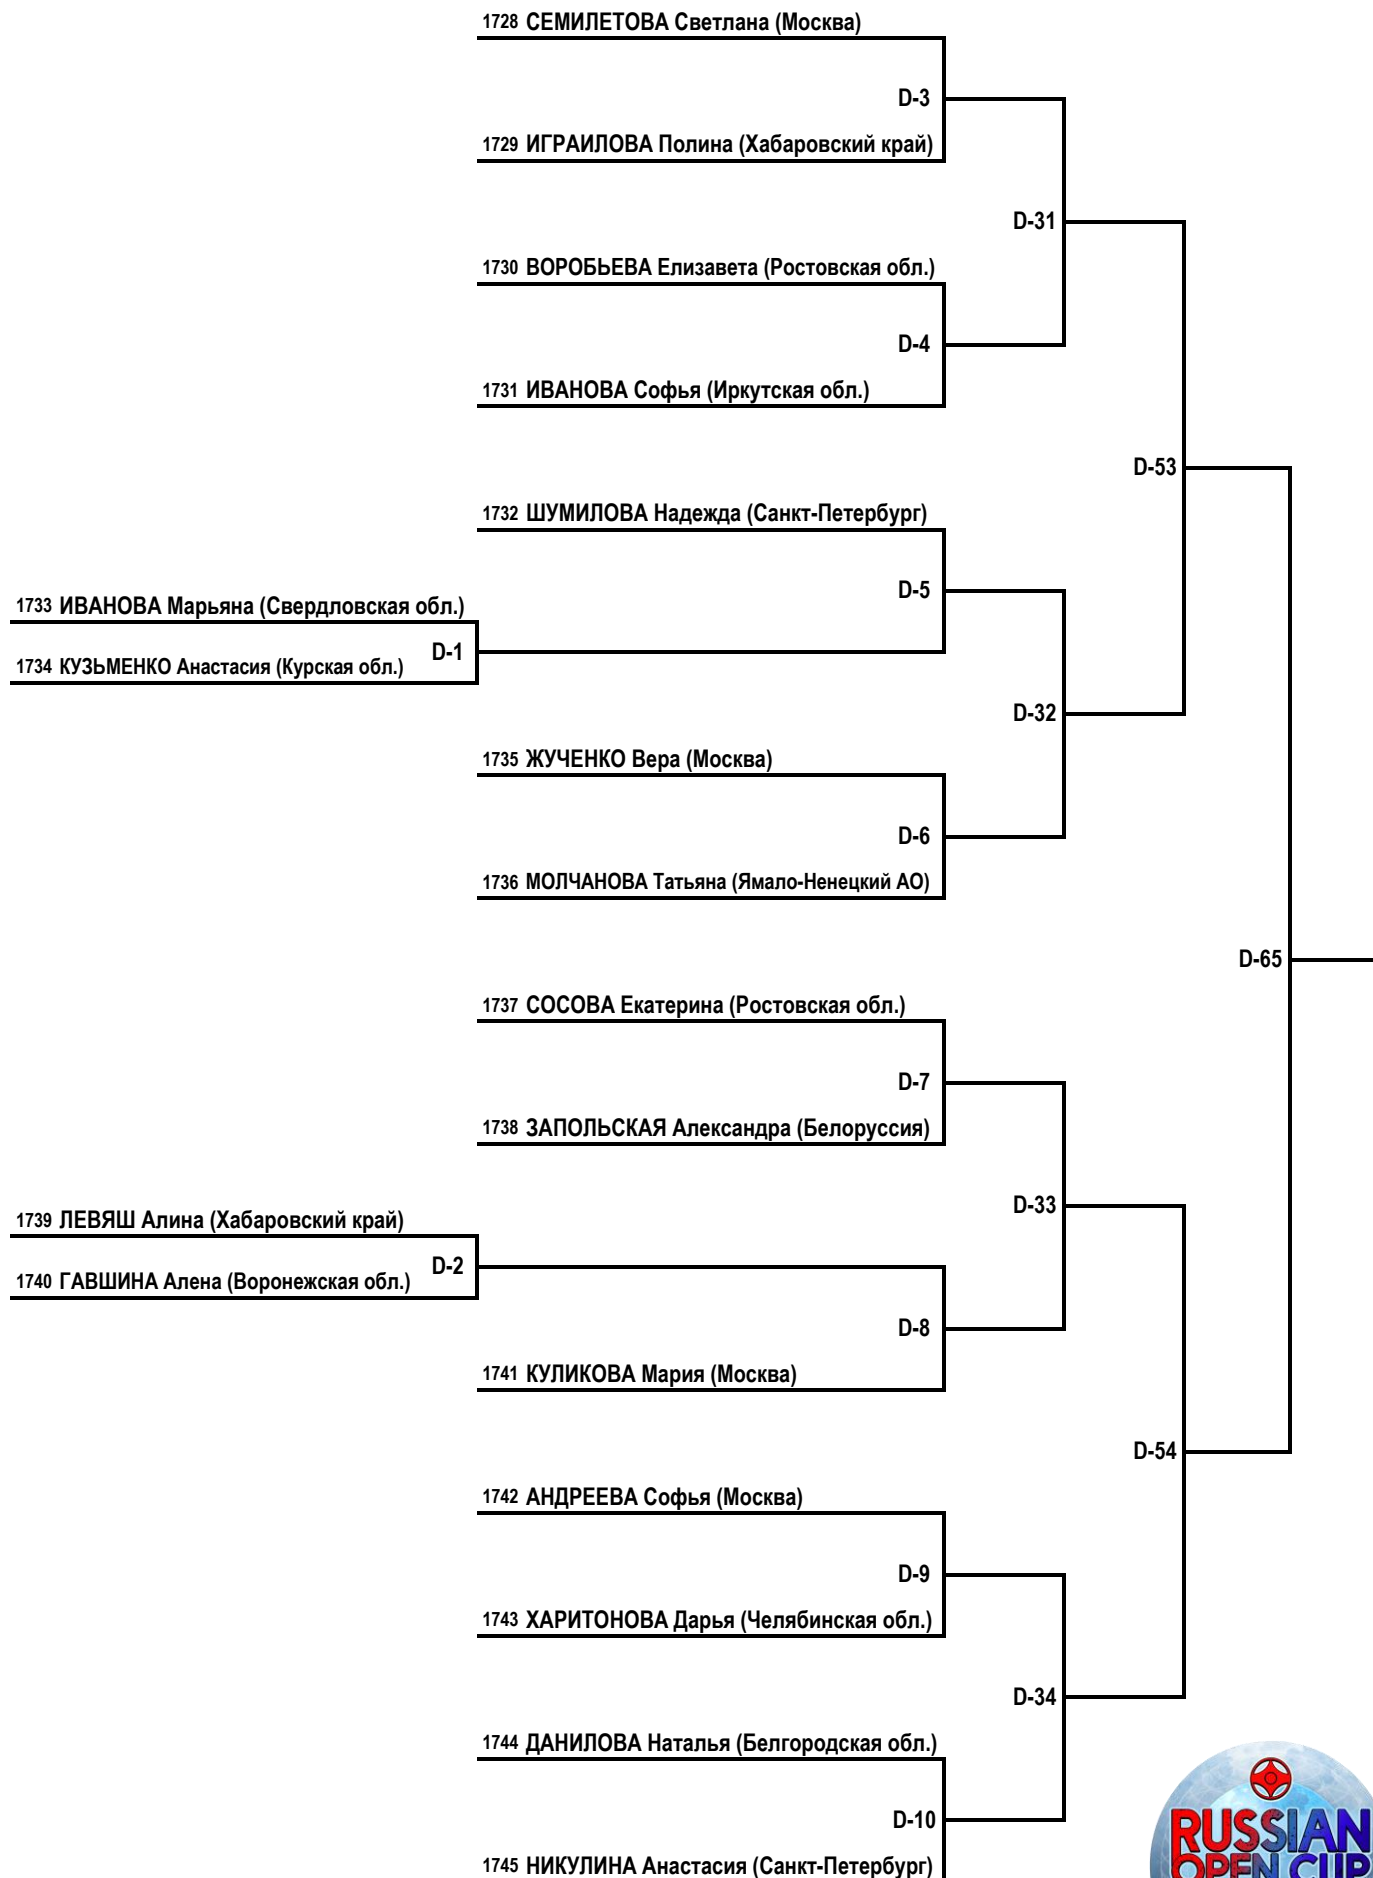 1728 СЕМИЛЕТОВА Светлана (Москва)
D-3
1729 ИГРАИЛОВА Полина (Хабаровский край)
D-31
1730 ВОРОБЬЕВА Елизавета (Ростовская обл.)
D-4
1731 ИВАНОВА Софья (Иркутская обл.)
D-53
1732 ШУМИЛОВА Надежда (Санкт-Петербург)
D-5
1733 ИВАНОВА Марьяна (Свердловская обл.)
D-1
1734 КУЗЬМЕНКО Анастасия (Курская обл.)
D-32
1735 ЖУЧЕНКО Вера (Москва)
D-6
1736 МОЛЧАНОВА Татьяна (Ямало-Ненецкий АО)
D-65
1737 СОСОВА Екатерина (Ростовская обл.)
D-7
1738 ЗАПОЛЬСКАЯ Александра (Белоруссия)
D-33
1739 ЛЕВЯШ Алина (Хабаровский край)
D-2
1740 ГАВШИНА Алена (Воронежская обл.)
D-8
1741 КУЛИКОВА Мария (Москва)
D-54
1742 АНДРЕЕВА Софья (Москва)
D-9
1743 ХАРИТОНОВА Дарья (Челябинская обл.)
D-34
1744 ДАНИЛОВА Наталья (Белгородская обл.)
D-10
1745 НИКУЛИНА Анастасия (Санкт-Петербург)
RUSSIAN
OPEN CUP